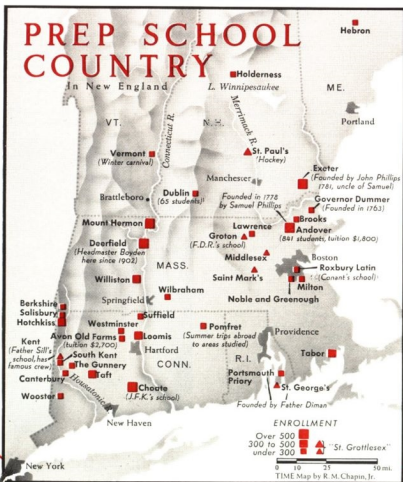 PREP SCHOOL
COUNTRY
In New England
Hebron
Holderness
L. Winnipesaukee
ME.
Portland
VT.
Connecticut R.
N.H.
Merrimack R.
Vermont
(Winter carnival)
St. Paul's
(Hockey)
Manchester
Exeter
(Founded by John Phillips
1781, uncle of Samuel)
Brattleboro
Dublin
(65 students)
Founded in 1778
by Samuel Phillips
Governor Dummer
(Founded in 1763)
Mount Hermon
Brooks
Andover
(841 students, tuition $1,800)
Lawrence
Groton
(F.D.R.'s school)
Deerfield
(Headmaster Boyden
here since 1902)
Middlesex
MASS.
Boston
Roxbury Latin
(Conant's school)
Williston
Saint Mark's
Milton
Wilbraham
Noble and Greenough
Springfield
Berkshire
Salisbury
Hotchkiss
Suffield
Westminster
Pomfret
(Summer trips abroad
to areas studied)
Loomis
Avon Old Farms
(tuition $2,700)
Providence
Kent
(Father Sill's
school, has
famous crew)
South Kent
The Gunnery
Hartford
CONN.
R.I.
Tabor
Canterbury
Taft
Portsmouth
Priory
Housatonic
Choate
(J.F.K.'s school)
St. George's
Wooster
Founded by Father Diman
New Haven
ENROLLMENT
Over 500
300 to 500
under 300
"St. Grottlesex"
New York
0 10 25 50 mi.
TIME Map by R. M. Chapin, Jr.